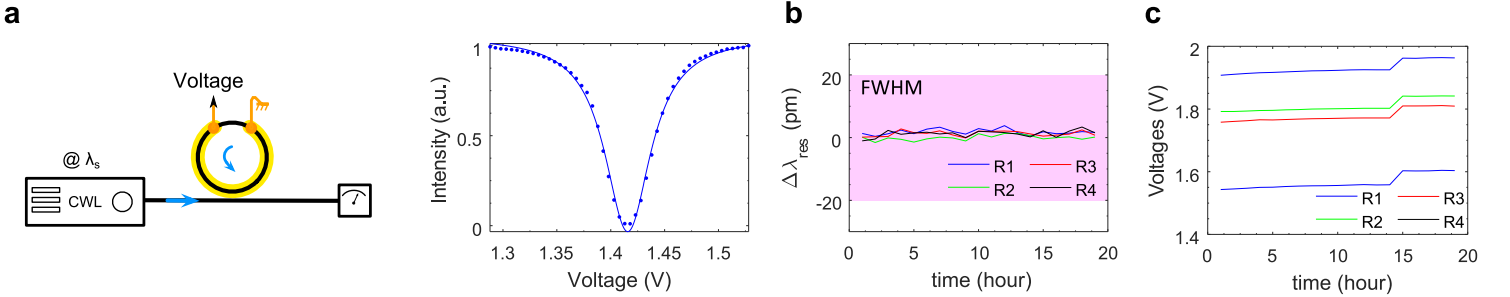 a
Voltage
@ λs
CWL
Intensity (a.u.)
1
0.5
0
1.3
1.35
1.4
1.45
1.5
Voltage (V)
b
FWHM
Δλres (pm)
20
0
-20
R1
R3
R2
R4
0
5
10
15
20
time (hour)
c
Voltages (V)
2
1.8
1.6
1.4
R1
R3
R2
R4
0
5
10
15
20
time (hour)